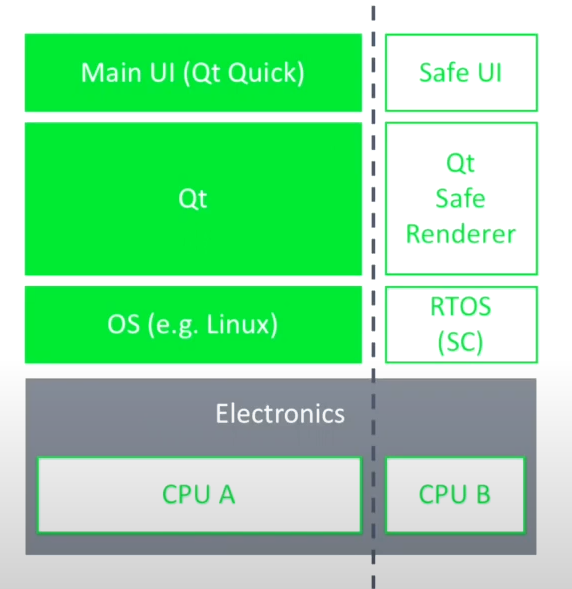 Main UI (Qt Quick)
Safe UI
Qt
Qt
Safe
Renderer
OS (e.g. Linux)
RTOS
(SC)
Electronics
CPU A
CPU B